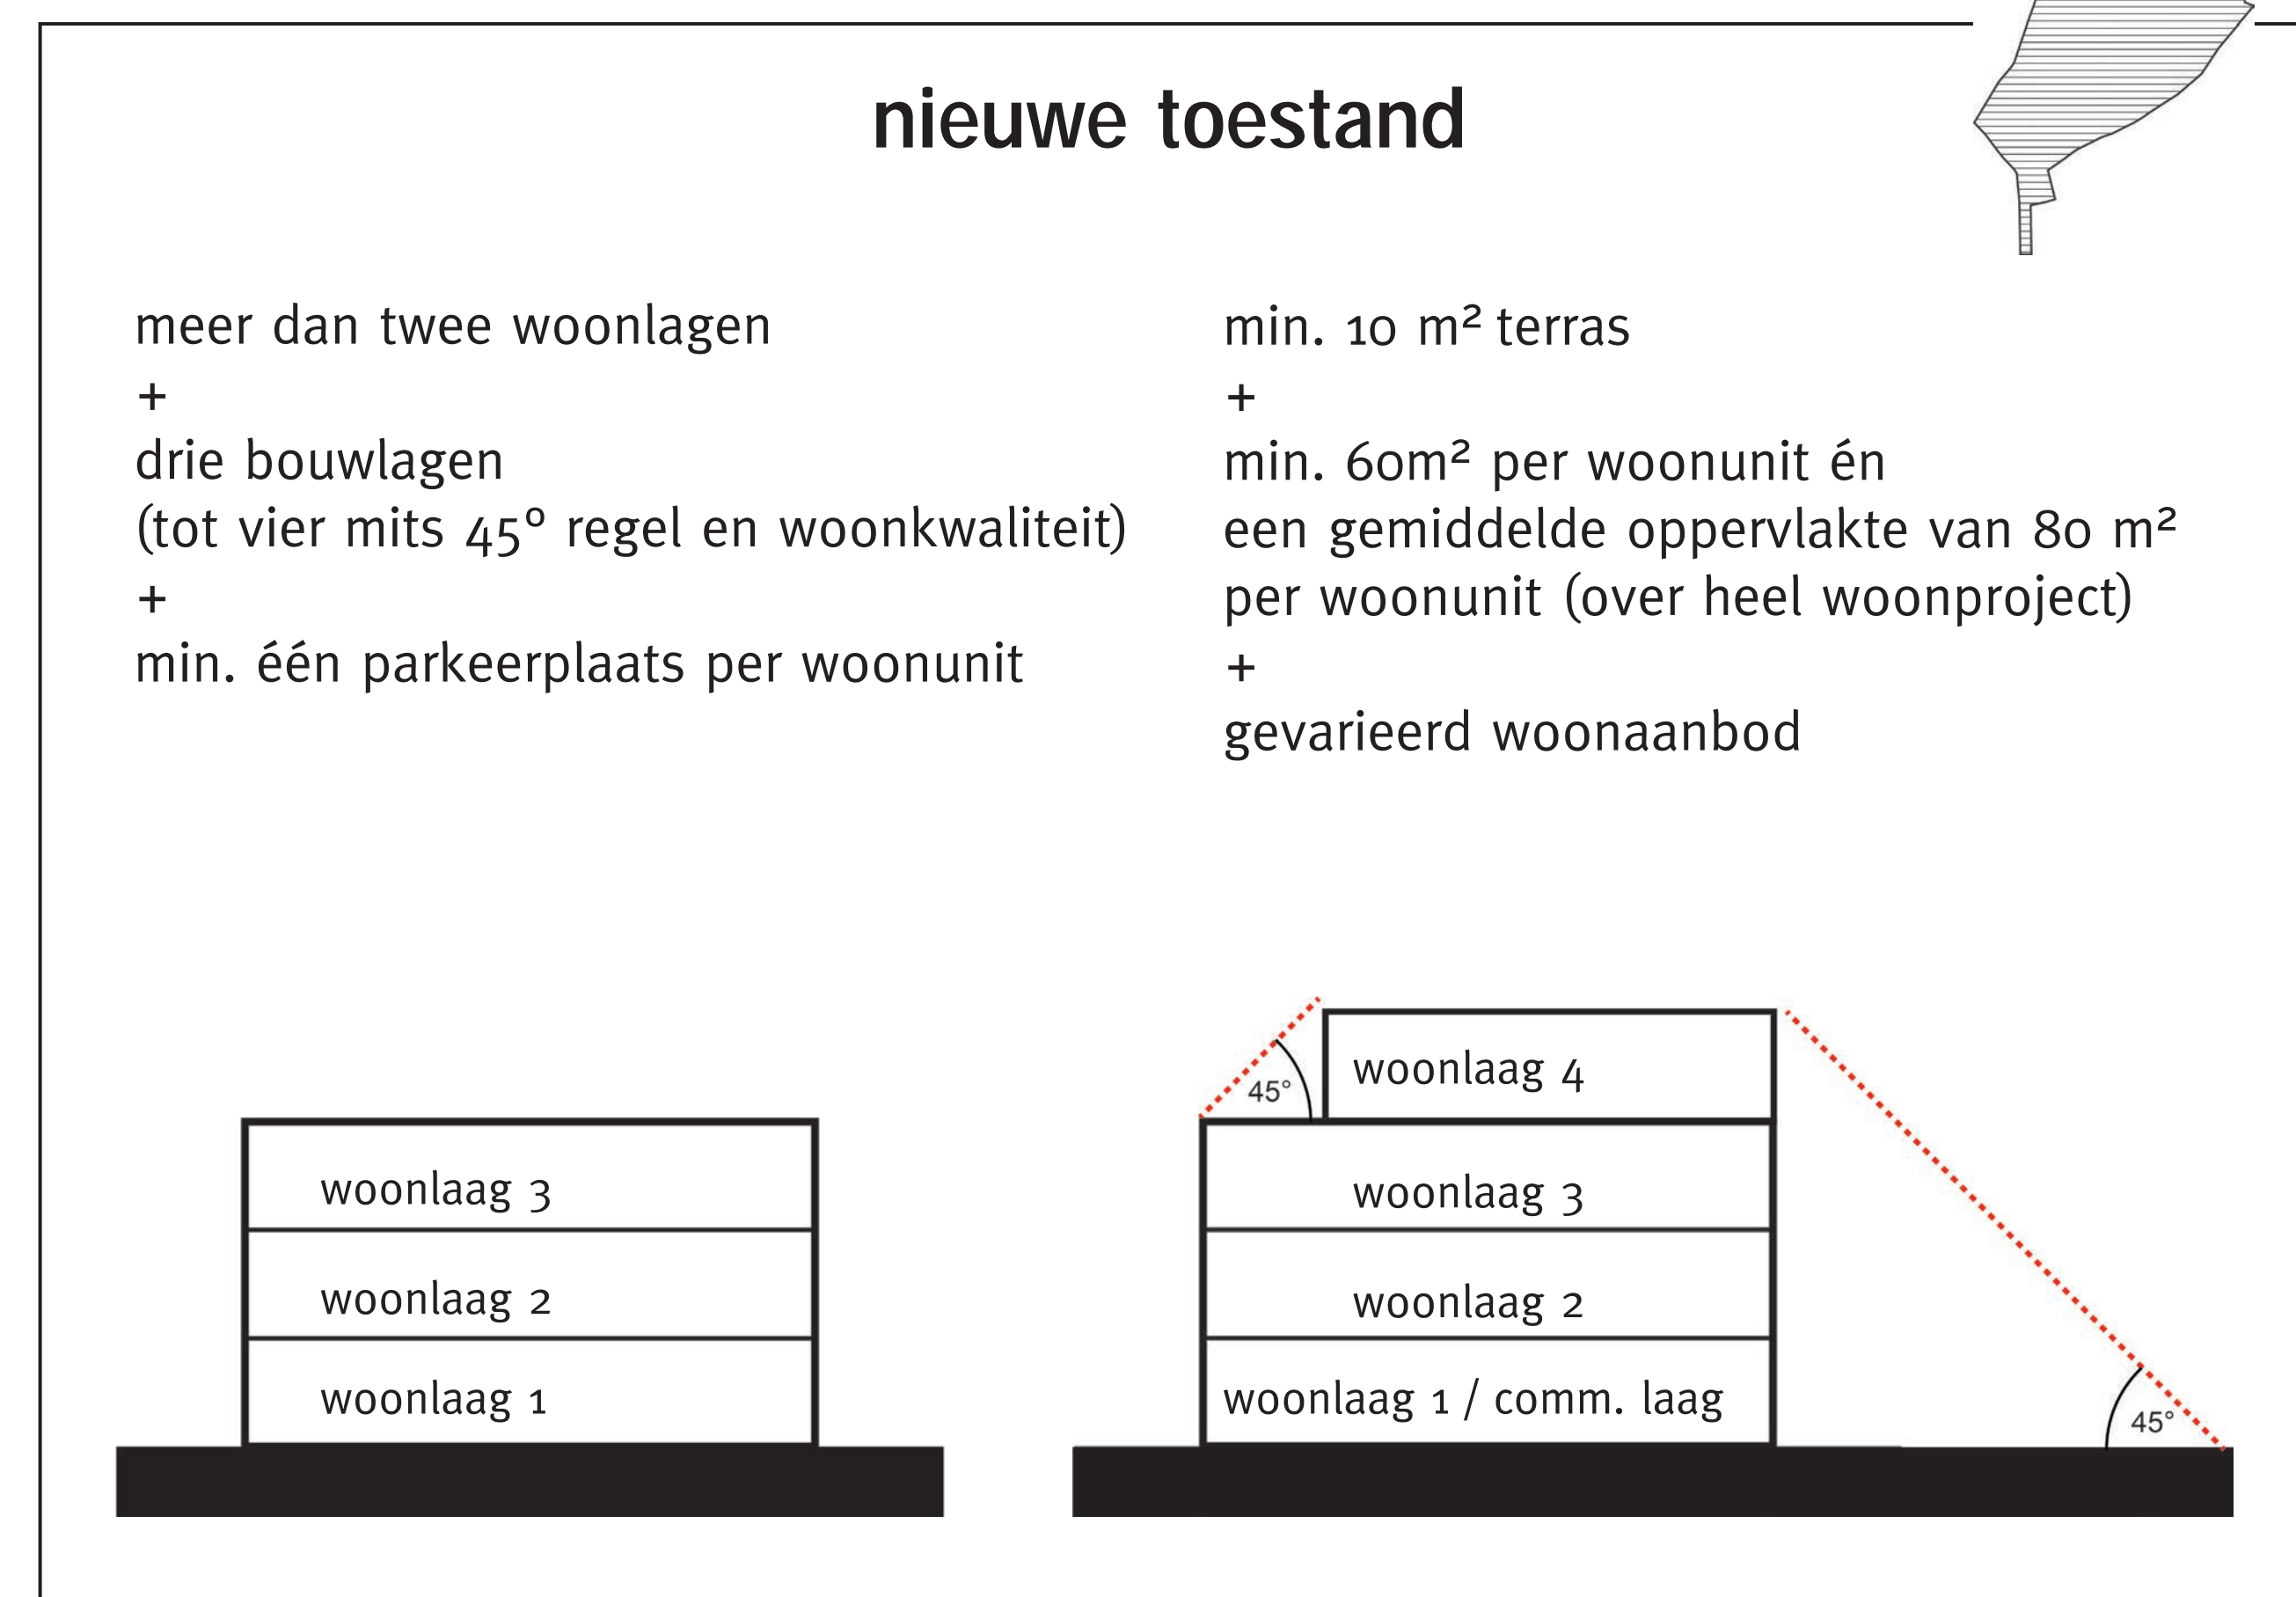 nieuwe toestand
meer dan twee woonlagen
+
drie bouwlagen
(tot vier mits 45º regel en woonkwaliteit)
+
min. één parkeerplaats per woonunit
min. 10 m² terras
+
min. 60m² per woonunit én
een gemiddelde oppervlakte van 80 m²
per woonunit (over heel woonproject)
+
gevarieerd woonaanbod
woonlaag 3
woonlaag 2
woonlaag 1
45°
woonlaag 4
woonlaag 3
woonlaag 2
woonlaag 1 / comm. laag
45°